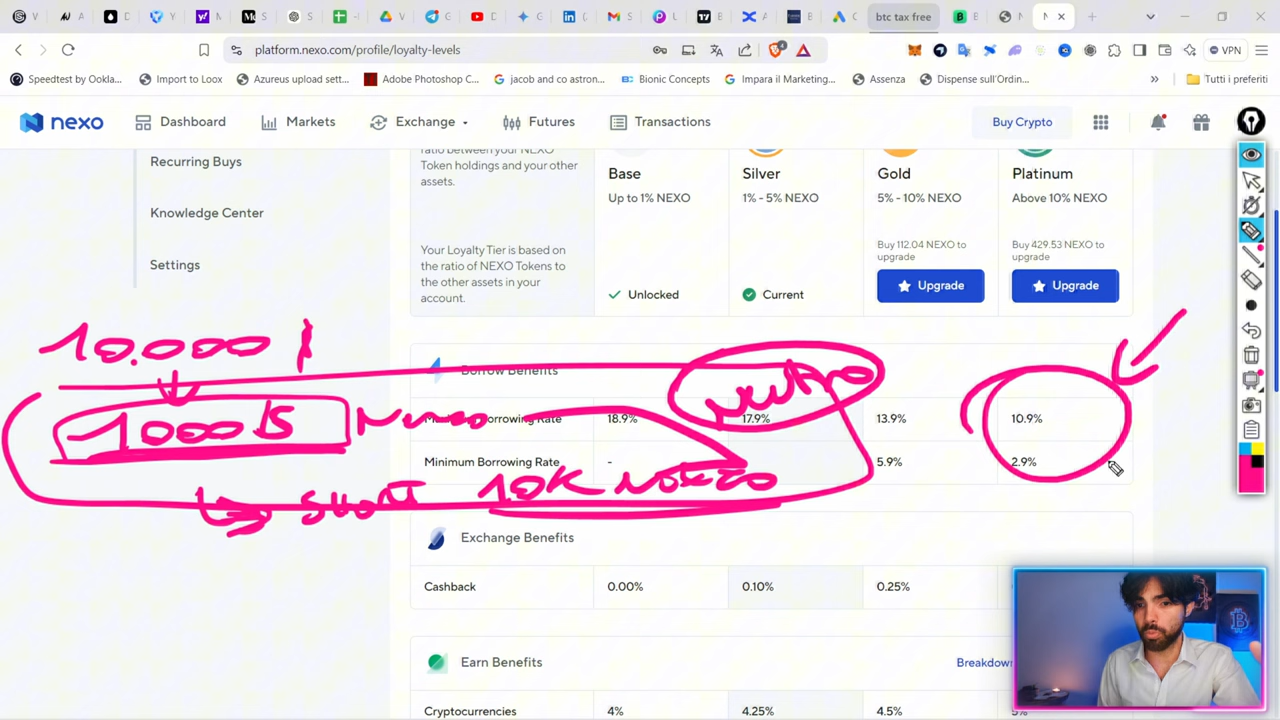 btc tax free
platform.nexo.com/profile/loyalty-levels
VPN
Speedtest by Ookla...
Import to Loox
Azureus upload sett...
Adobe Photoshop C...
jacob and co astron...
Bionic Concepts
Impara il Marketing...
Assenza
Dispense sull'Ordin...
Tutti i preferiti
nexo
Dashboard
Markets
Exchange
Futures
Transactions
Buy Crypto
Recurring Buys
Knowledge Center
Settings
ratio between your NEXO
Token holdings and your other
assets.
Your Loyalty Tier is based on
the ratio of NEXO Tokens to
the other assets in your
account.
Base
Up to 1% NEXO
Unlocked
Silver
1% - 5% NEXO
Current
Gold
5% - 10% NEXO
Buy 112.04 NEXO to
upgrade
Upgrade
Platinum
Above 10% NEXO
Buy 429.53 NEXO to
upgrade
Upgrade
10.000 $
1000 $
Nexo
neutro
short 10K Nexo
Borrow Benefits
Borrowing Rate 18.9% 17.9% 13.9% 10.9%
Minimum Borrowing Rate - 5.9% 2.9%
Exchange Benefits
Cashback 0.00% 0.10% 0.25%
Earn Benefits
Breakdown
Cryptocurrencies 4% 4.25% 4.5% 5%